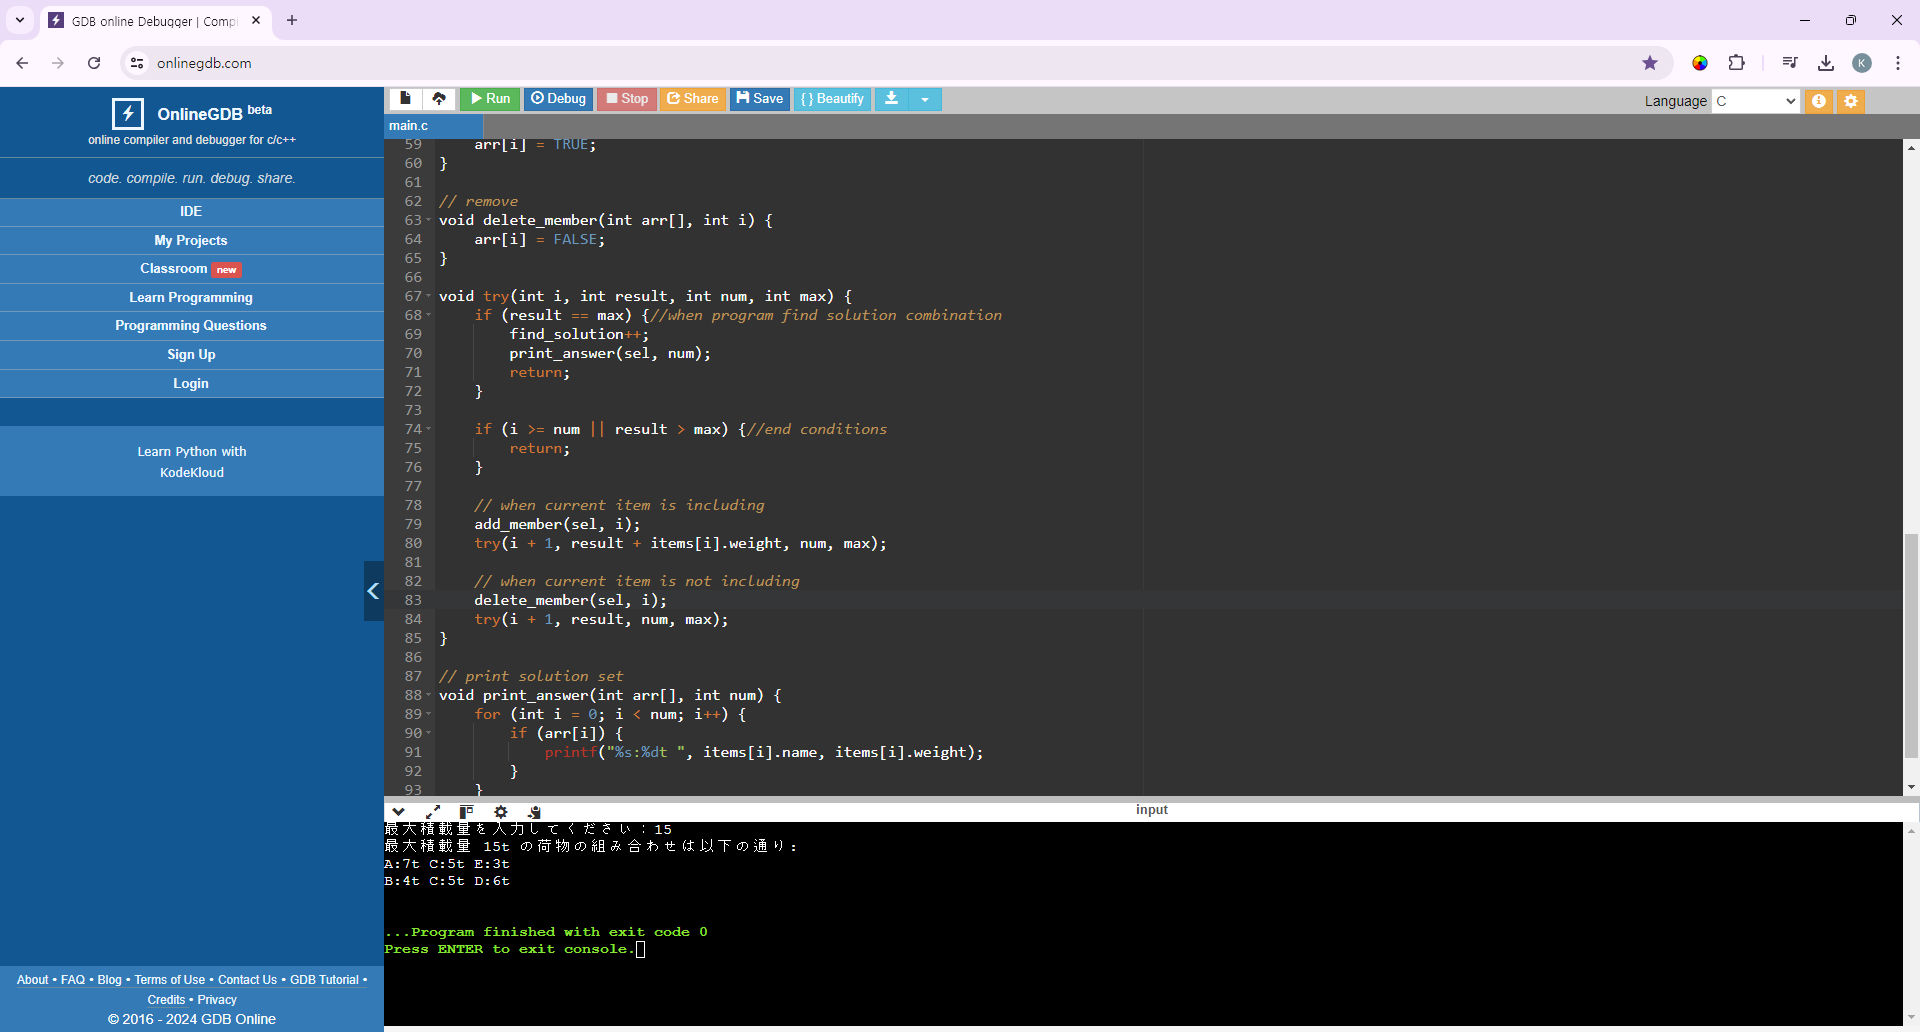 GDB online Debugger | Comp
onlinegdb.com
K
OnlineGDB beta
online compiler and debugger for c/c++
code. compile. run. debug. share.
IDE
My Projects
Classroom new
Learn Programming
Programming Questions
Sign Up
Login
Learn Python with
KodeKloud
About • FAQ • Blog • Terms of Use • Contact Us • GDB Tutorial •
Credits • Privacy
© 2016 - 2024 GDB Online
Run Debug Stop Share Save { } Beautify
Language C
main.c
59     arr[i] = TRUE;
60 }
61
62 // remove
63 void delete_member(int arr[], int i) {
64     arr[i] = FALSE;
65 }
66
67 void try(int i, int result, int num, int max) {
68     if (result == max) {//when program find solution combination
69         find_solution++;
70         print_answer(sel, num);
71         return;
72     }
73
74     if (i >= num || result > max) {//end conditions
75         return;
76     }
77
78     // when current item is including
79     add_member(sel, i);
80     try(i + 1, result + items[i].weight, num, max);
81
82     // when current item is not including
83     delete_member(sel, i);
84     try(i + 1, result, num, max);
85 }
86
87 // print solution set
88 void print_answer(int arr[], int num) {
89     for (int i = 0; i < num; i++) {
90         if (arr[i]) {
91             printf("%s:%dt ", items[i].name, items[i].weight);
92         }
93     }
input
最大積載量を入力してください：15
最大積載量 15t の荷物の組み合わせは以下の通り：
A:7t C:5t E:3t
B:4t C:5t D:6t
...Program finished with exit code 0
Press ENTER to exit console.